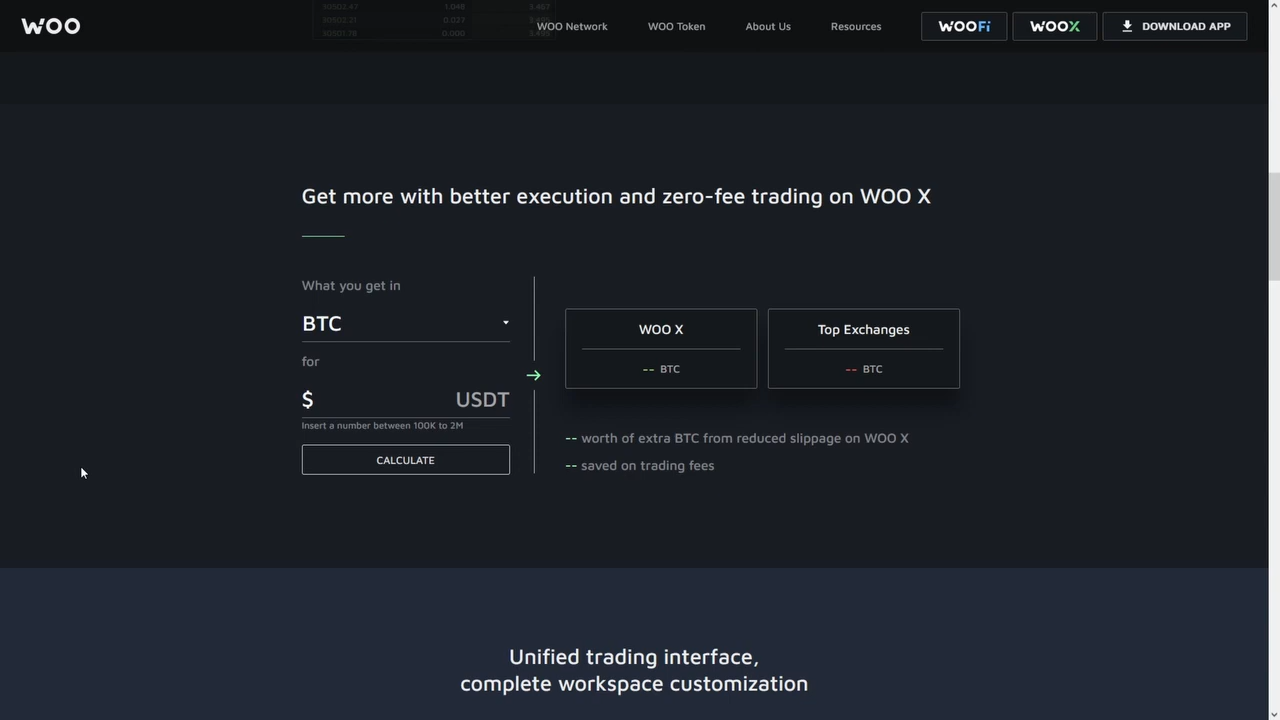 WOO
WOO Network
WOO Token
About Us
Resources
WOOFi
WOOX
DOWNLOAD APP
Get more with better execution and zero-fee trading on WOO X
What you get in
BTC
for
$ USDT
Insert a number between 100K to 2M
CALCULATE
WOO X
-- BTC
Top Exchanges
-- BTC
-- worth of extra BTC from reduced slippage on WOO X
-- saved on trading fees
Unified trading interface,
complete workspace customization